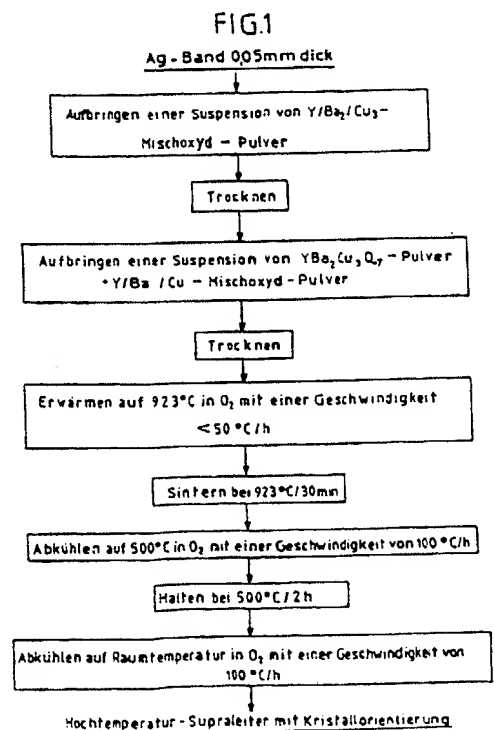 FIG.1
Ag - Band 0,05mm dick
Aufbringen einer Suspension von Y/Ba₂/Cu₃-
Mischoxyd - Pulver
Trocknen
Aufbringen einer Suspension von YBa₂Cu₃O₋₇ - Pulver
+ Y/Ba /Cu - Mischoxyd - Pulver
Trocknen
Erwärmen auf 923°C in O₂ mit einer Geschwindigkeit
<50 °C/h
Sintern bei 923°C/30min
Abkühlen auf 500°C in O₂ mit einer Geschwindigkeit von 100 °C/h
Halten bei 500°C/2h
Abkühlen auf Raumtemperatur in O₂ mit einer Geschwindigkeit von
100 °C/h
Hochtemperatur - Supraleiter mit Kristallorientierung